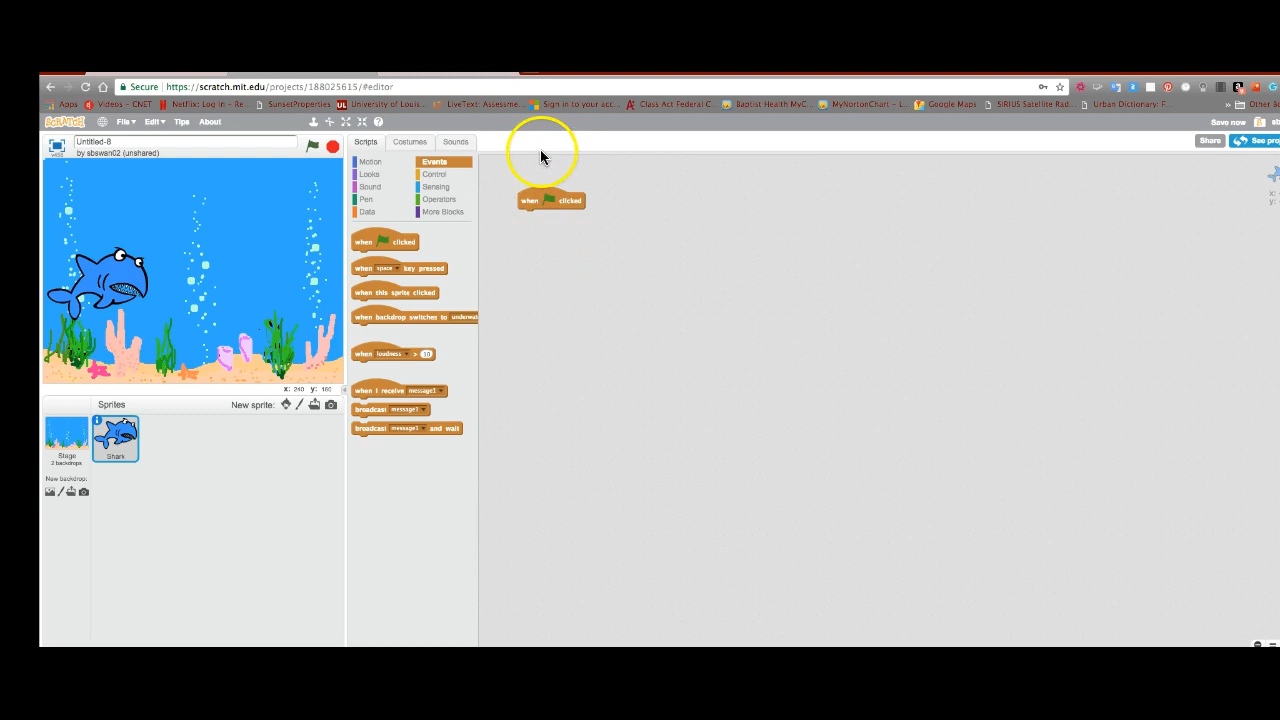 Secure https://scratch.mit.edu/projects/188025615/#editor
Apps Videos – CNET Netflix: Log in – Re... SunsetProperties University of Louis... LiveText: Assessme... Sign in to your acc... Class Act Federal C... Baptist Health MyC... MyNortonChart – L... Google Maps SIRIUS Satellite Rad... Urban Dictionary: F... » Other Bo
SCRATCH File Edit Tips About Save now
Untitled-8
by sbswan02 (unshared)
v455
Scripts Costumes Sounds
Share See proj
Motion Events
Looks Control
Sound Sensing
Pen Operators
Data More Blocks
when clicked
when clicked
when space key pressed
when this sprite clicked
when backdrop switches to underwat
when loudness > 10
when I receive message1
broadcast message1
broadcast message1 and wait
x: 240 y: 180
Sprites New sprite:
Stage
2 backdrops
Shark
New backdrop:
x:
y: